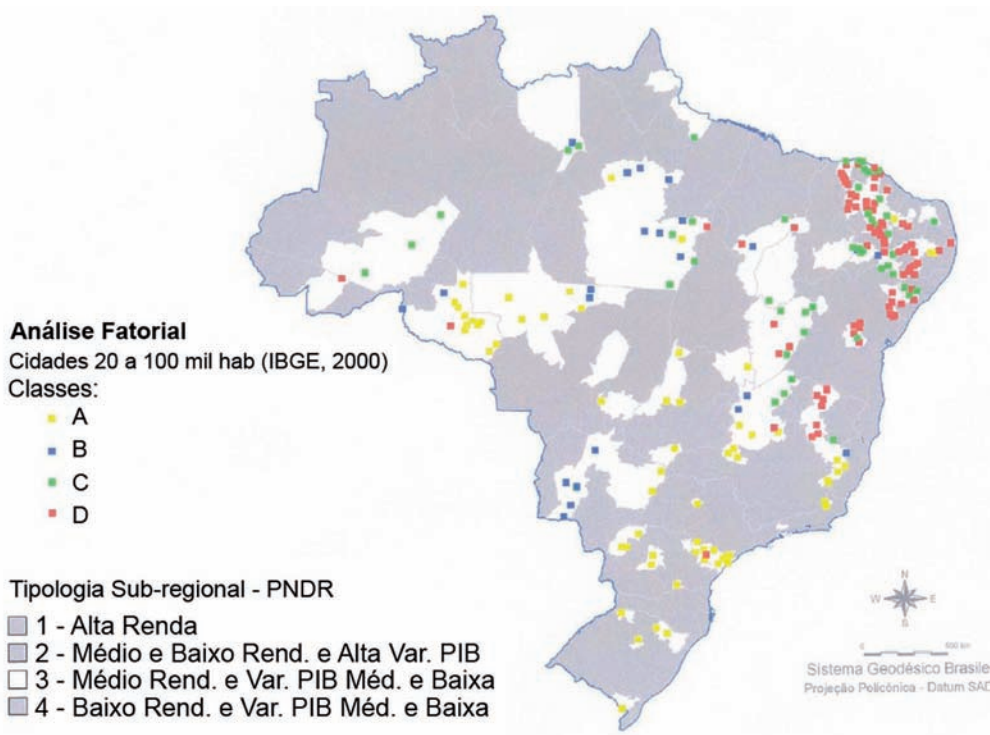 Análise Fatorial
Cidades 20 a 100 mil hab (IBGE, 2000)
Classes:
A
B
C
D
Tipologia Sub-regional - PNDR
1 - Alta Renda
2 - Médio e Baixo Rend. e Alta Var. PIB
3 - Médio Rend. e Var. PIB Méd. e Baixa
4 - Baixo Rend. e Var. PIB Méd. e Baixa
N
W E
S
0
Sistema Geodésico Brasile
Projeção Policônica - Datum SAD